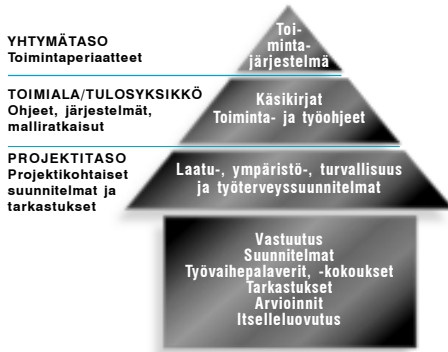 YHTYMÄTASO
Toimintaperiaatteet
Toi-
minta-
järjestelmä
TOIMIALA/TULOSYKSIKKÖ
Ohjeet, järjestelmät,
malliratkaisut
Käsikirjat
Toiminta- ja työohjeet
PROJEKTITASO
Projektikohtaiset
suunnitelmat ja
tarkastukset
Laatu-, ympäristö-, turvallisuus
ja työterveyssuunnitelmat
Vastuutus
Suunnitelmat
Työvaihepalaverit, -kokoukset
Tarkastukset
Arvioinnit
Itselleluovutus